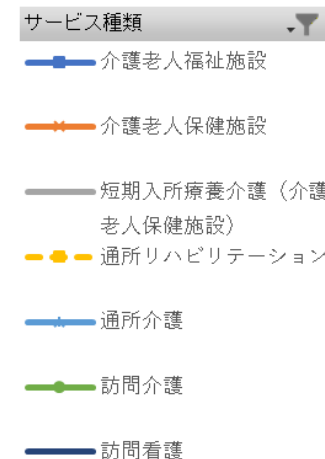 サービス種類
介護老人福祉施設
介護老人保健施設
短期入所療養介護（介護
老人保健施設）
通所リハビリテーション
通所介護
訪問介護
訪問看護